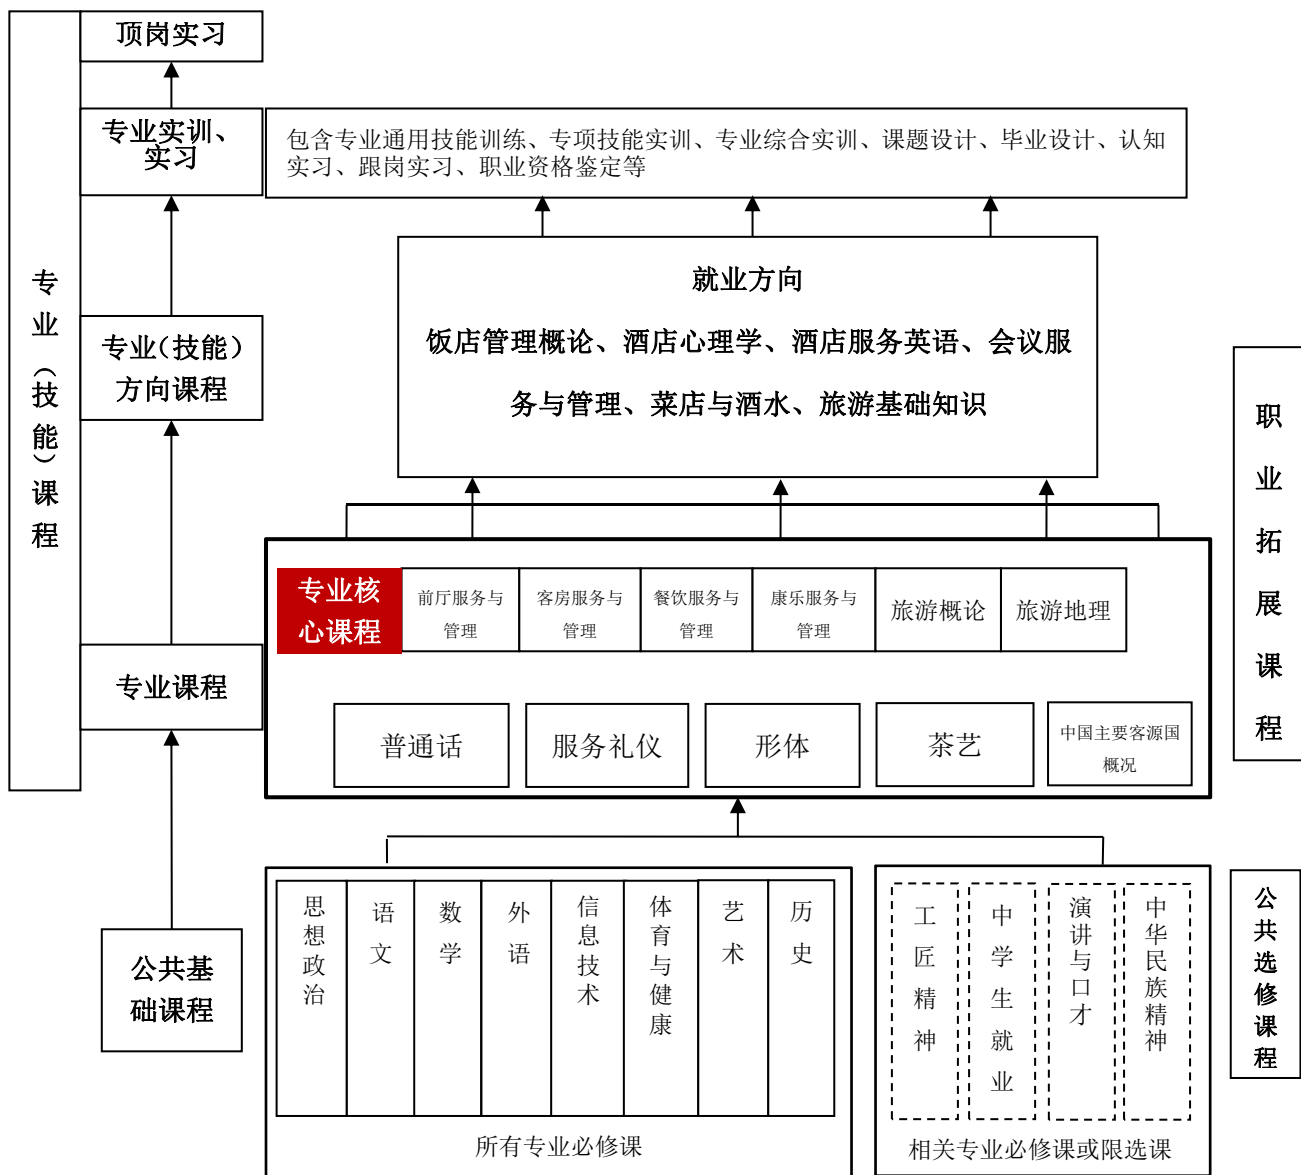 顶岗实习
专业实训、
实习
包含专业通用技能训练、专项技能实训、专业综合实训、课题设计、毕业设计、认知
实习、跟岗实习、职业资格鉴定等
专业（技能）课程
就业方向
饭店管理概论、酒店心理学、酒店服务英语、会议服
务与管理、菜店与酒水、旅游基础知识
专业（技能）
方向课程
职业拓展课程
专业核
心课程
前厅服务与
管理
客房服务与
管理
餐饮服务与
管理
康乐服务与
管理
旅游概论
旅游地理
专业课程
普通话
服务礼仪
形体
茶艺
中国主要客源国
概况
公共基
础课程
思想政治
语文
数学
外语
信息技术
体育与健康
艺术
历史
所有专业必修课
工匠精神
中学生就业
演讲与口才
中华民族精神
相关专业必修课或限选课
公共选修课程